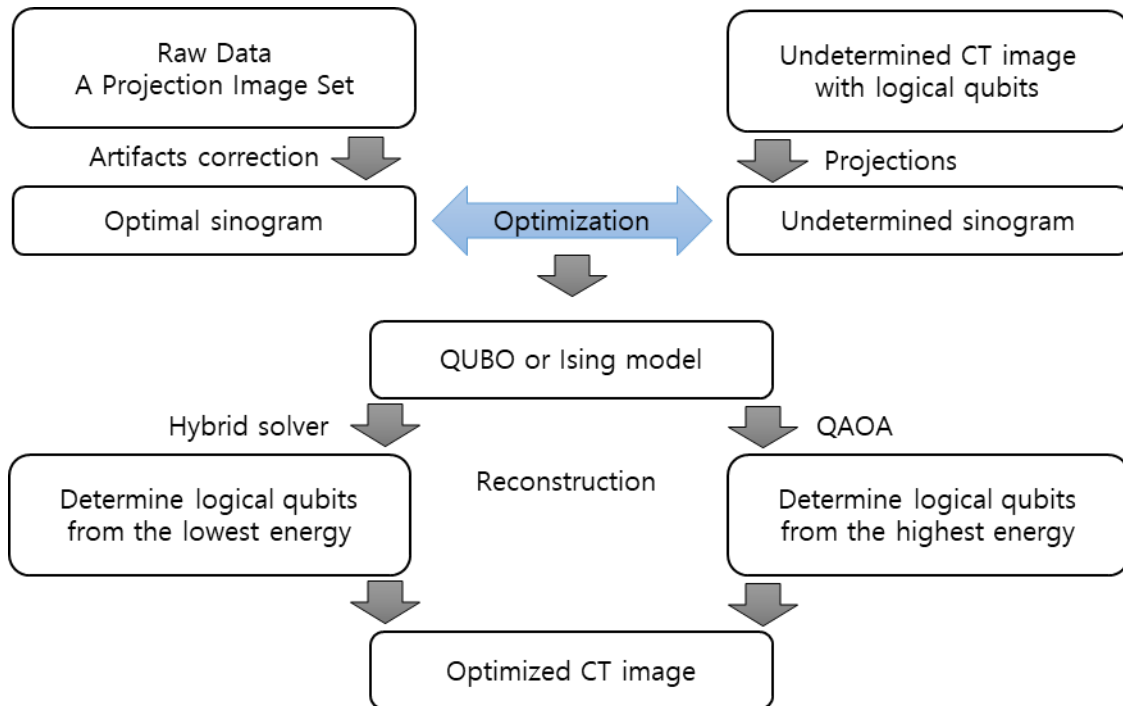 Raw Data
A Projection Image Set
Undetermined CT image
with logical qubits
Artifacts correction
Projections
Optimal sinogram
Optimization
Undetermined sinogram
QUBO or Ising model
Hybrid solver
QAOA
Reconstruction
Determine logical qubits
from the lowest energy
Determine logical qubits
from the highest energy
Optimized CT image